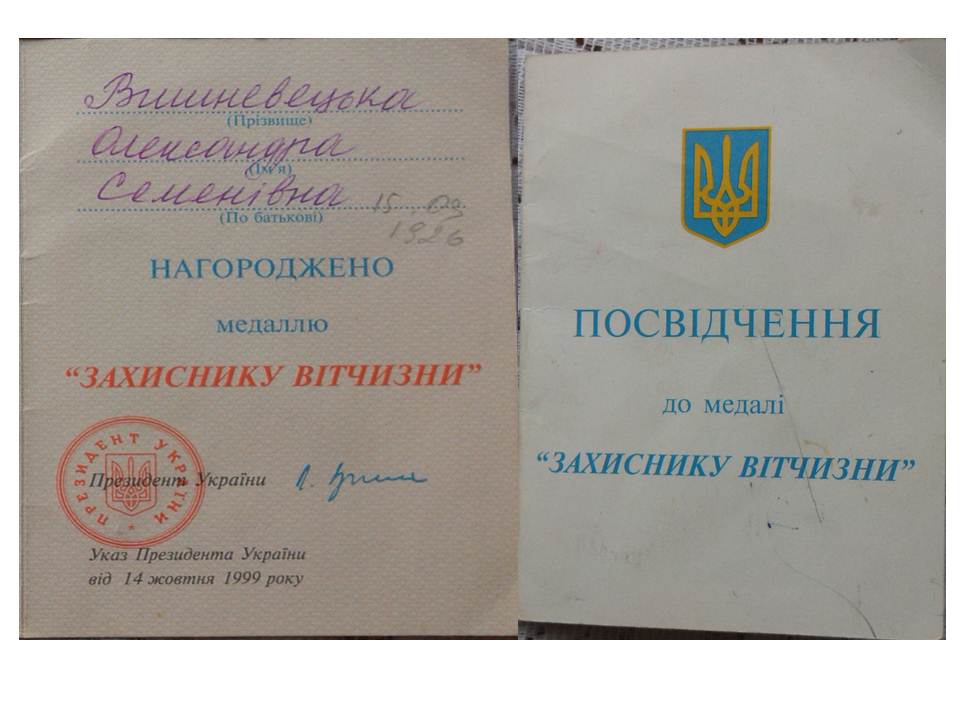 Вишневецька
(Прізвище)
Олександра
(Ім'я)
Семенівна
(По батькові)
15.09
1926
НАГОРОДЖЕНО
медаллю
“ЗАХИСНИКУ ВІТЧИЗНИ”
ПРЕЗИДЕНТ УКРАЇНИ
Президент України
Указ Президента України
від 14 жовтня 1999 року
ПОСВІДЧЕННЯ
до медалі
“ЗАХИСНИКУ ВІТЧИЗНИ”